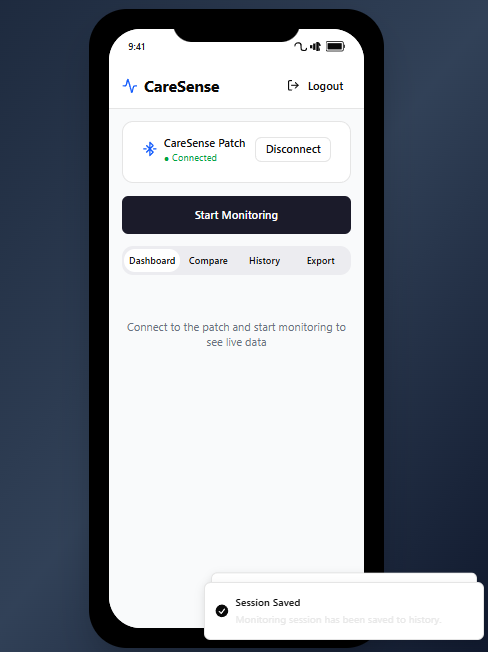 9:41
CareSense
Logout
CareSense Patch
● Connected
Disconnect
Start Monitoring
Dashboard Compare History Export
Connect to the patch and start monitoring to
see live data
Session Saved
Monitoring session has been saved to history.